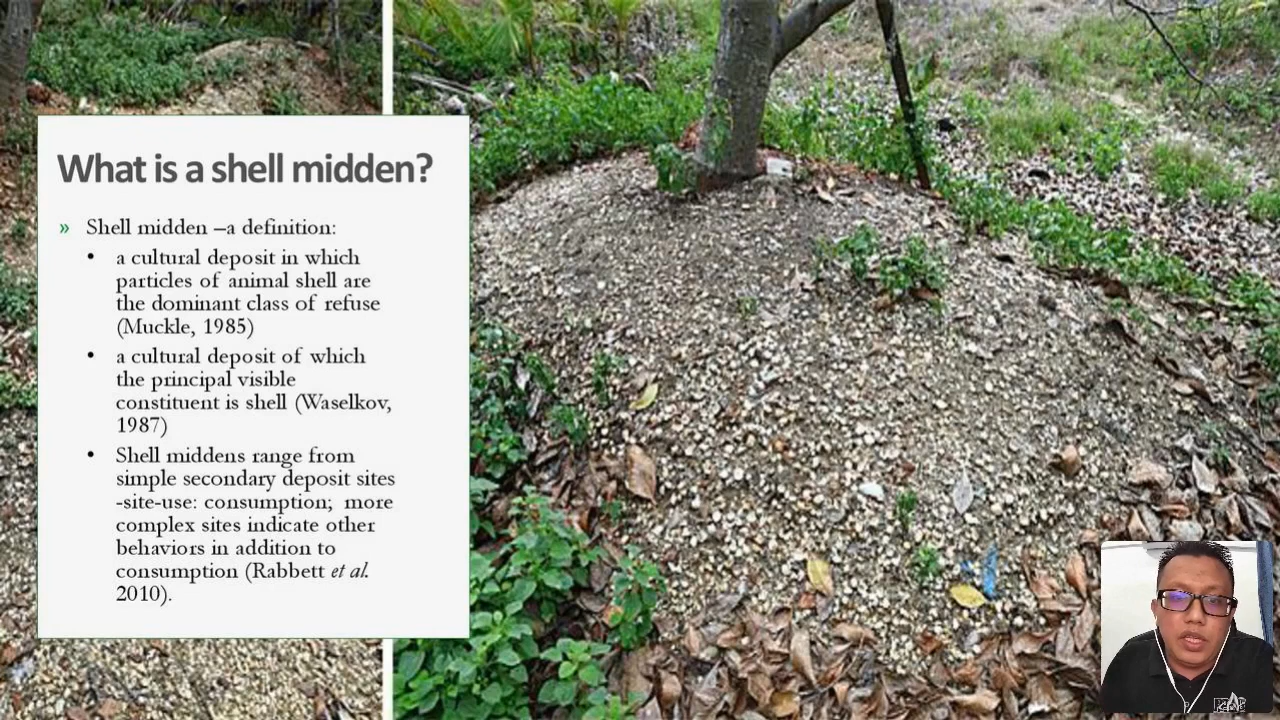 What is a shell midden?
» Shell midden –a definition:
• a cultural deposit in which
particles of animal shell are
the dominant class of refuse
(Muckle, 1985)
• a cultural deposit of which
the principal visible
constituent is shell (Waselkov,
1987)
• Shell middens range from
simple secondary deposit sites
-site-use: consumption; more
complex sites indicate other
behaviors in addition to
consumption (Rabbett et al.
2010).